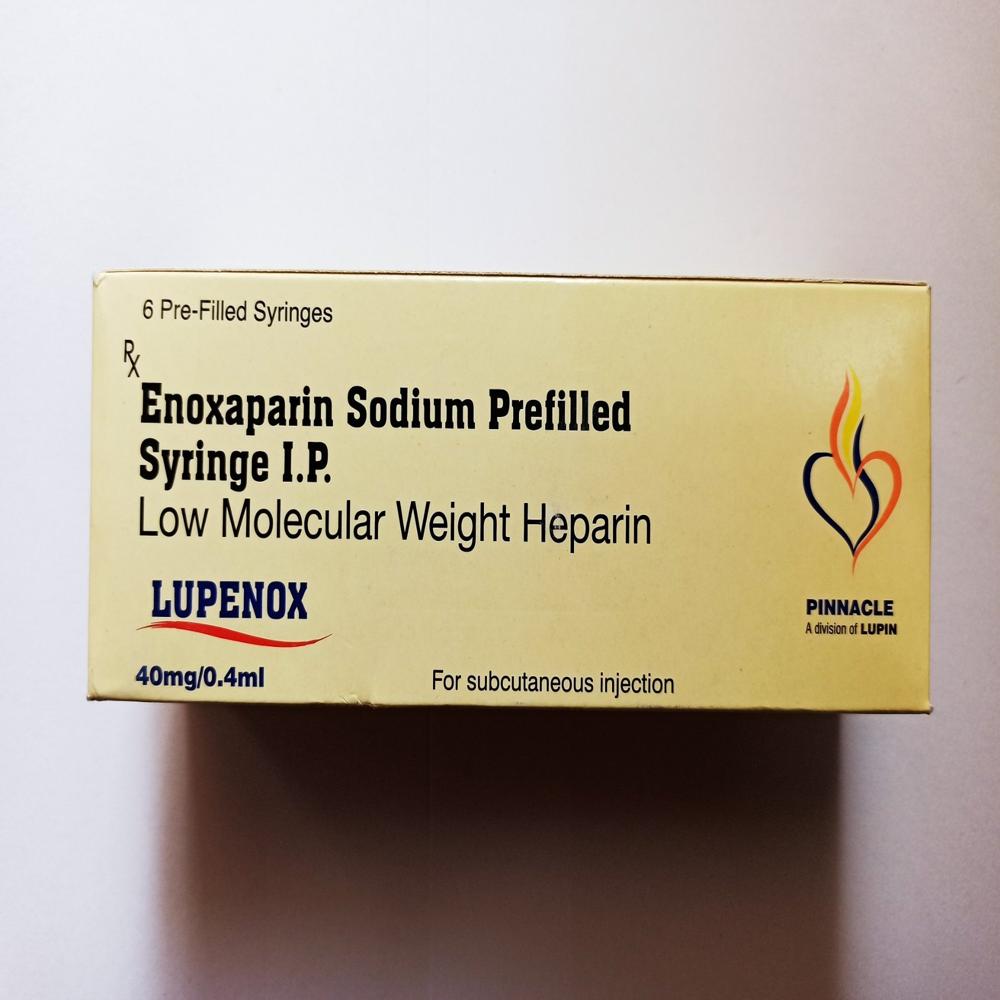 6 Pre-Filled Syringes
Rx
Enoxaparin Sodium Prefilled
Syringe I.P.
Low Molecular Weight Heparin
LUPENOX
40mg/0.4ml
For subcutaneous injection
PINNACLE
A division of LUPIN